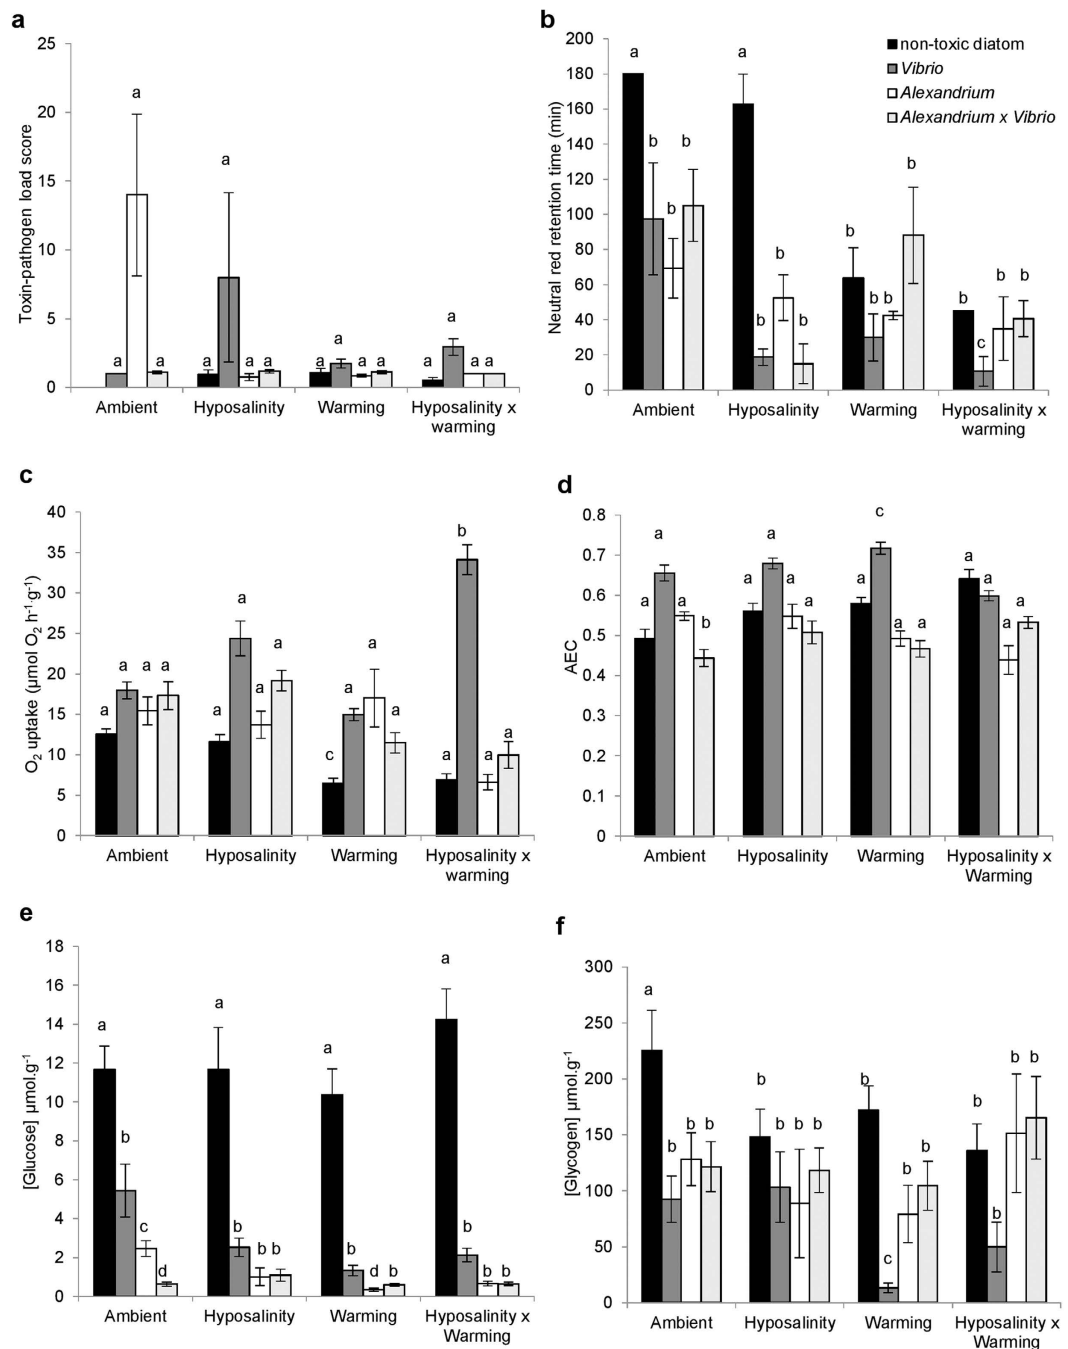 a
25
20
15
10
5
0
Toxin-pathogen load score
a
a
a a
a a a
a a a a
a a a a
Ambient Hyposalinity Warming Hyposalinity x
warming
b
200
180
160
140
120
100
80
60
40
20
0
Neutral red retention time (min)
non-toxic diatom
Vibrio
Alexandrium
Alexandrium x Vibrio
a b b b
a b b b
b b b b
b c b b
Ambient Hyposalinity Warming Hyposalinity x
warming
c
40
35
30
25
20
15
10
5
0
O₂ uptake (µmol O₂ h⁻¹·g⁻¹)
a a a a
a a a a
c a a a
a b a a
Ambient Hyposalinity Warming Hyposalinity x
warming
d
0.8
0.7
0.6
0.5
0.4
0.3
0.2
0.1
0
AEC
a a a b
a a a a
a c a a
a a a a
Ambient Hyposalinity Warming Hyposalinity x
Warming
e
18
16
14
12
10
8
6
4
2
0
[Glucose] µmol.g⁻¹
a b c d
a b b b
a b d b
a b b b
Ambient Hyposalinity Warming Hyposalinity x
Warming
f
300
250
200
150
100
50
0
[Glycogen] µmol.g⁻¹
a b b b
b b b b
b c b b
b b b b
Ambient Hyposalinity Warming Hyposalinity x
Warming